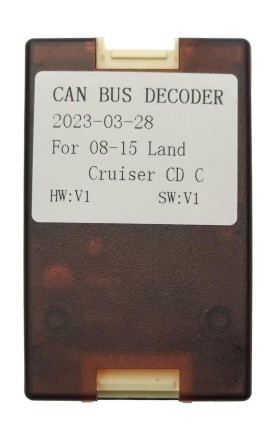 CAN BUS DECODER
2023-03-28
For 08-15 Land
Cruiser CD C
HW:V1 SW:V1